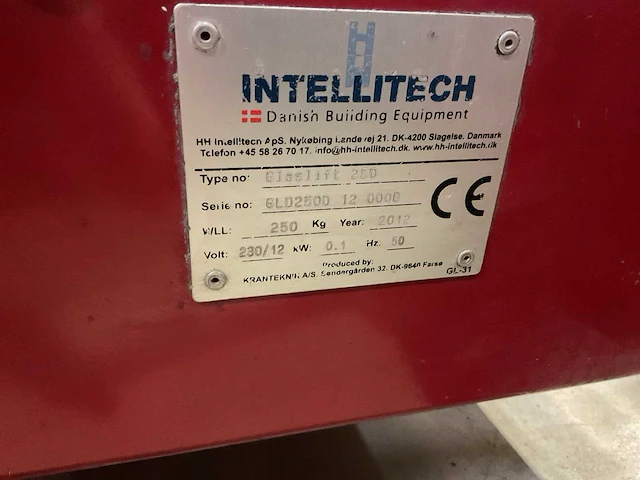 INTELLITECH
Danish Building Equipment
HH Intellitech ApS. Nykøbing Landevej 21. DK-4200 Slagelse. Danmark
Telefon +45 58 26 70 17. info@hh-intellitech.dk. www.hh-intellitech.dk
Type no: Glaslift 250
Serie no: GLD250D 12 0008
WLL: 250 Kg Year: 2012
CE
Volt: 230/12 kW: 0.1 Hz: 50
Produced by:
KRANTEKNIK A/S. Søndergården 32. DK-9640 Farsø
GL-31